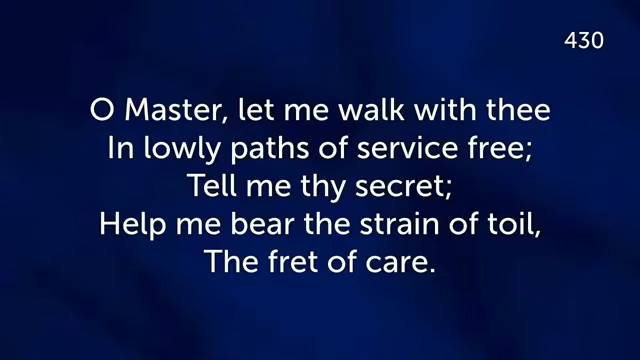 430
O Master, let me walk with thee
In lowly paths of service free;
Tell me thy secret;
Help me bear the strain of toil,
The fret of care.